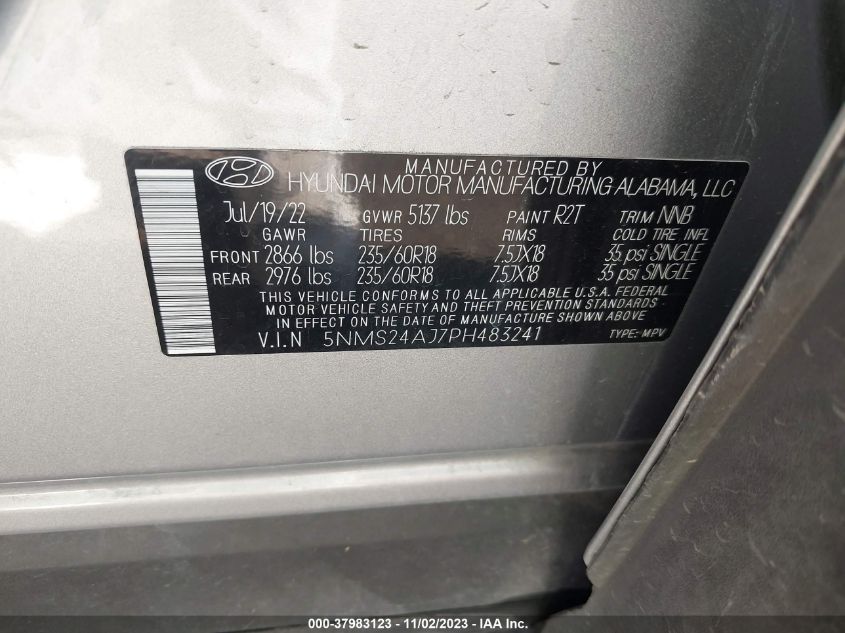 MANUFACTURED BY
HYUNDAI MOTOR MANUFACTURING ALABAMA, LLC
Jul/19/22 GVWR 5137 lbs PAINT R2T TRIM NNB
GAWR TIRES RIMS COLD TIRE INFL
FRONT 2866 lbs 235/60R18 7.5JX18 35 psi SINGLE
REAR 2976 lbs 235/60R18 7.5JX18 35 psi SINGLE
THIS VEHICLE CONFORMS TO ALL APPLICABLE U.S.A. FEDERAL
MOTOR VEHICLE SAFETY AND THEFT PREVENTION STANDARDS
IN EFFECT ON THE DATE OF MANUFACTURE SHOWN ABOVE
V.I.N 5NMS24AJ7PH483241 TYPE: MPV
000-37983123 - 11/02/2023 - IAA Inc.